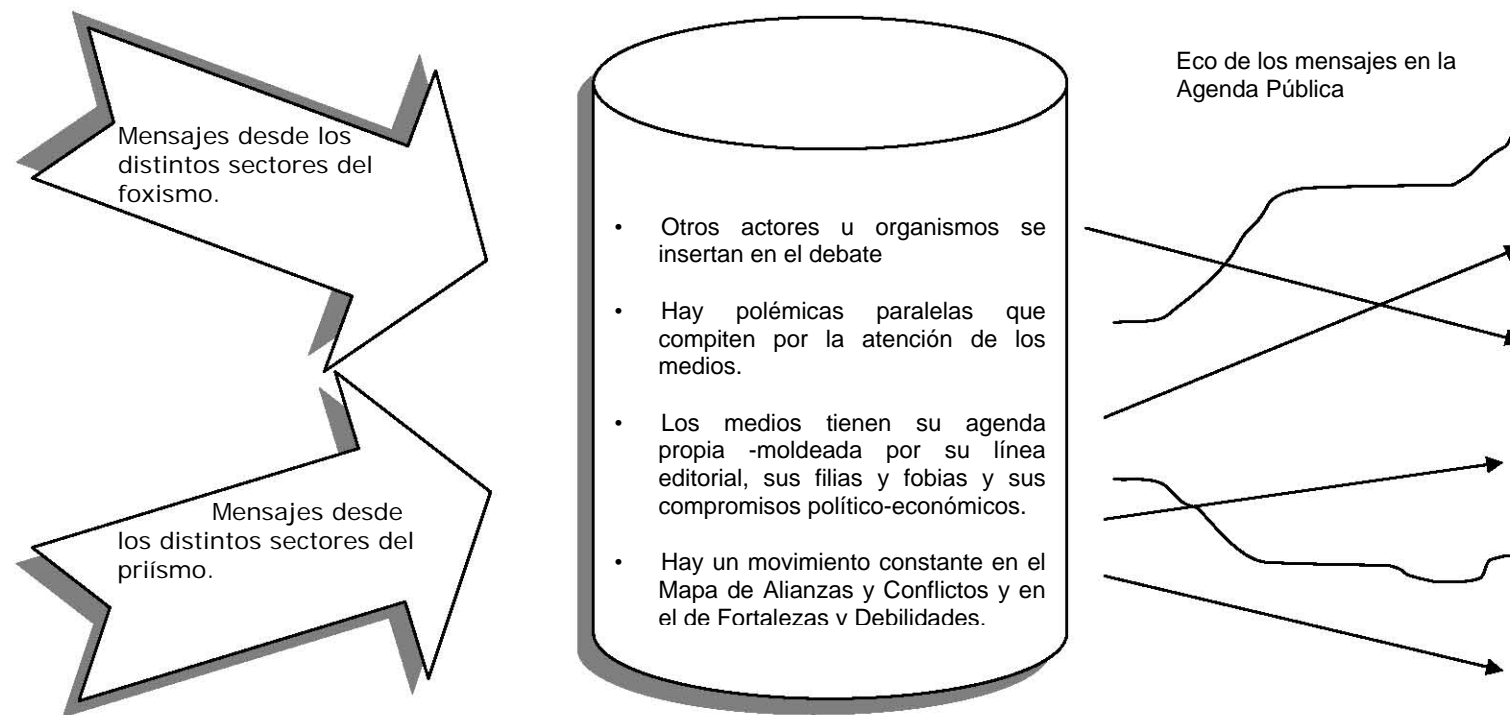 Mensajes desde los
distintos sectores del
foxismo.
Mensajes desde
los distintos sectores del
priísmo.
• Otros actores u organismos se
insertan en el debate
• Hay polémicas paralelas que
compiten por la atención de los
medios.
• Los medios tienen su agenda
propia -moldeada por su línea
editorial, sus filias y fobias y sus
compromisos político-económicos.
• Hay un movimiento constante en el
Mapa de Alianzas y Conflictos y en
el de Fortalezas y Debilidades.
Eco de los mensajes en la
Agenda Pública